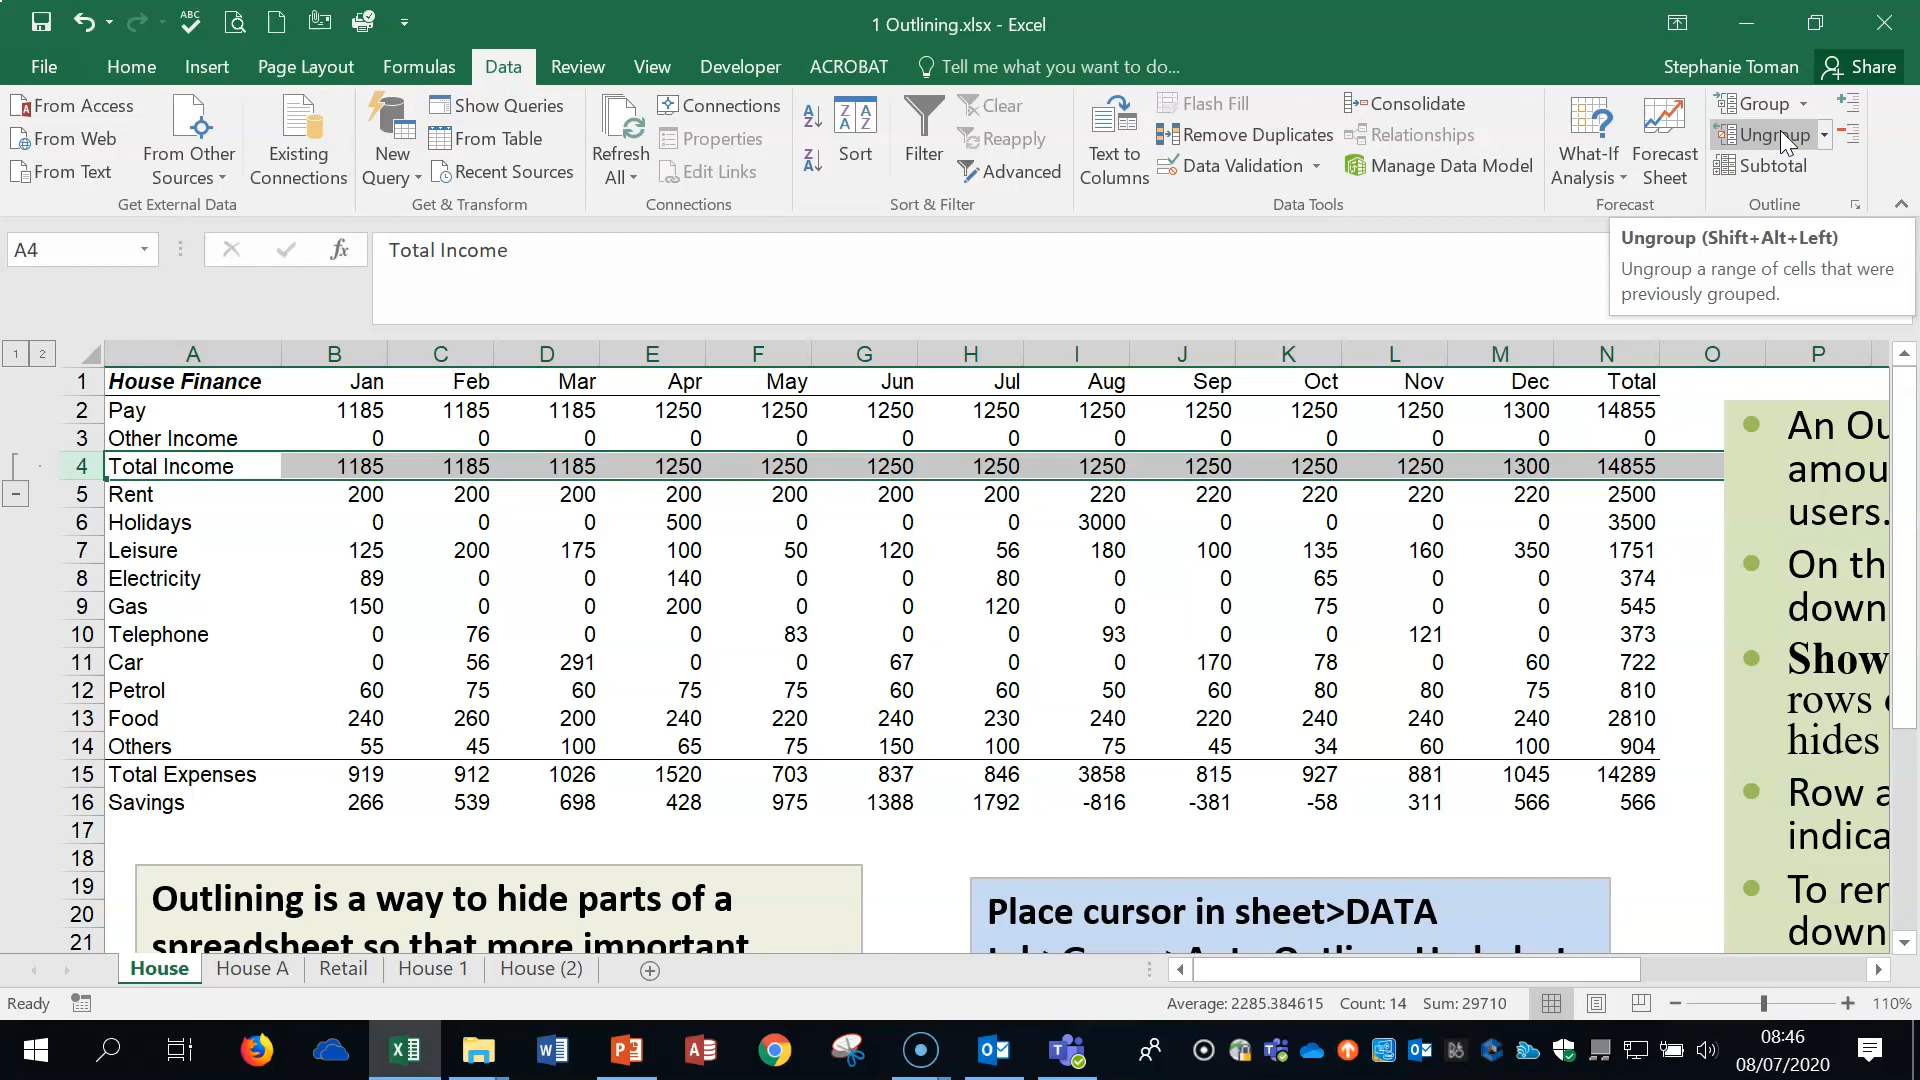 ABC
1 Outlining.xlsx - Excel
File Home Insert Page Layout Formulas Data Review View Developer ACROBAT Tell me what you want to do... Stephanie Toman Share
From Access
From Web
From Text
From Other Sources
Existing Connections
Get External Data
New Query
Show Queries
From Table
Recent Sources
Get & Transform
Refresh All
Connections
Properties
Edit Links
Connections
Sort
Filter
Clear
Reapply
Advanced
Sort & Filter
Text to Columns
Flash Fill
Remove Duplicates
Data Validation
Consolidate
Relationships
Manage Data Model
Data Tools
What-If Analysis
Forecast Sheet
Forecast
Group
Ungroup
Subtotal
Outline
A4
fx
Total Income
Ungroup (Shift+Alt+Left)
Ungroup a range of cells that were
previously grouped.
1 2
A B C D E F G H I J K L M N O P
1 House Finance Jan Feb Mar Apr May Jun Jul Aug Sep Oct Nov Dec Total
2 Pay 1185 1185 1185 1250 1250 1250 1250 1250 1250 1250 1250 1300 14855
3 Other Income 0 0 0 0 0 0 0 0 0 0 0 0 0
4 Total Income 1185 1185 1185 1250 1250 1250 1250 1250 1250 1250 1250 1300 14855
5 Rent 200 200 200 200 200 200 200 220 220 220 220 220 2500
6 Holidays 0 0 0 500 0 0 0 3000 0 0 0 0 3500
7 Leisure 125 200 175 100 50 120 56 180 100 135 160 350 1751
8 Electricity 89 0 0 140 0 0 80 0 0 65 0 0 374
9 Gas 150 0 0 200 0 0 120 0 0 75 0 0 545
10 Telephone 0 76 0 0 83 0 0 93 0 0 121 0 373
11 Car 0 56 291 0 0 67 0 0 170 78 0 60 722
12 Petrol 60 75 60 75 75 60 60 50 60 80 80 75 810
13 Food 240 260 200 240 220 240 230 240 220 240 240 240 2810
14 Others 55 45 100 65 75 150 100 75 45 34 60 100 904
15 Total Expenses 919 912 1026 1520 703 837 846 3858 815 927 881 1045 14289
16 Savings 266 539 698 428 975 1388 1792 -816 -381 -58 311 566 566
17
18
19
20
21
Outlining is a way to hide parts of a
spreadsheet so that more important
Place cursor in sheet>DATA
An Ou
amou
users.
On th
down
Show
rows
hides
Row a
indica
To rer
down
House House A Retail House 1 House (2)
Ready
Average: 2285.384615 Count: 14 Sum: 29710
110%
08:46
08/07/2020